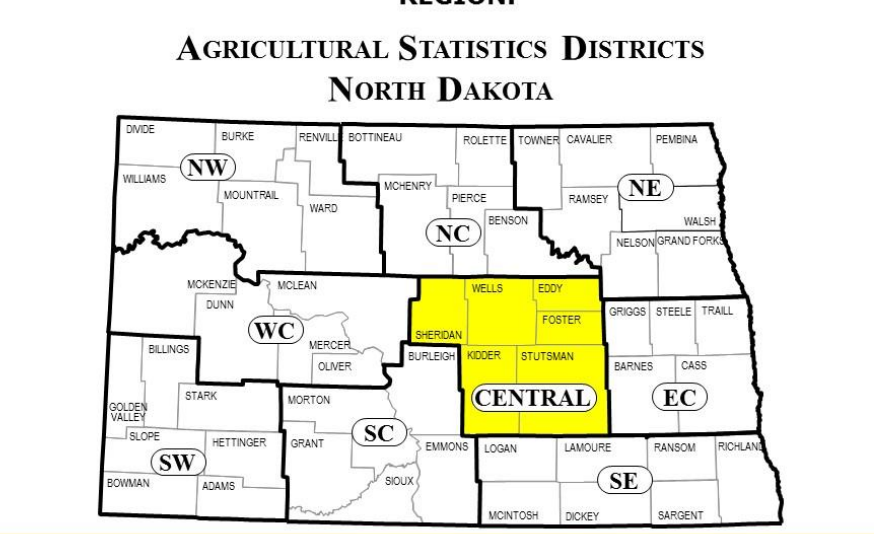 REGION:
AGRICULTURAL STATISTICS DISTRICTS
NORTH DAKOTA
DIVIDE
BURKE
RENVILLE
BOTTINEAU
ROLETTE
TOWNER
CAVALIER
PEMBINA
NW
WILLIAMS
MOUNTRAIL
WARD
MCHENRY
PIERCE
BENSON
RAMSEY
NE
WALSH
NC
NELSON
GRAND FORKS
MCKENZIE
DUNN
MCLEAN
WELLS
EDDY
FOSTER
GRIGGS
STEELE
TRAILL
WC
MERCER
OLIVER
SHERIDAN
BURLEIGH
KIDDER
STUTSMAN
BARNES
CASS
BILLINGS
CENTRAL
EC
GOLDEN
VALLEY
STARK
MORTON
SLOPE
HETTINGER
GRANT
SC
EMMONS
LOGAN
LAMOURE
RANSOM
RICHLAND
SW
BOWMAN
ADAMS
SIOUX
SE
MCINTOSH
DICKEY
SARGENT